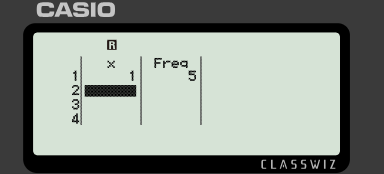 CASIO
R
x Freq
1 1 5
2
3
4
CLASSWIZ